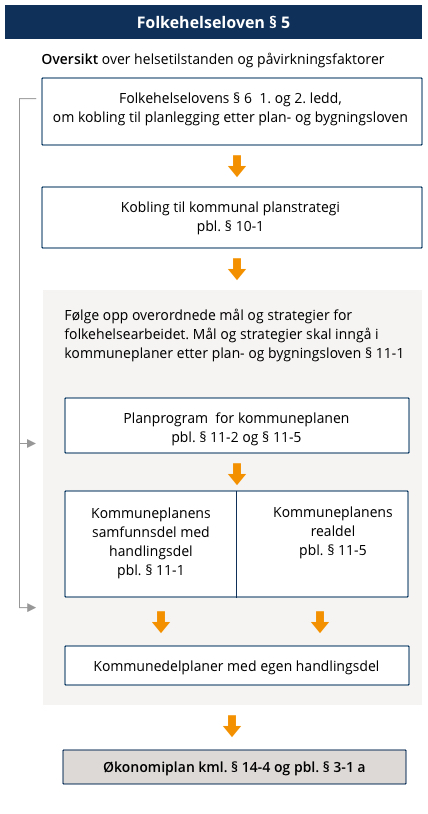 Folkehelseloven § 5
Oversikt over helsetilstanden og påvirkningsfaktorer
Folkehelselovens § 6 1. og 2. ledd,
om kobling til planlegging etter plan- og bygningsloven
Kobling til kommunal planstrategi
pbl. § 10-1
Følge opp overordnede mål og strategier for
folkehelsearbeidet. Mål og strategier skal inngå i
kommuneplaner etter plan- og bygningsloven § 11-1
Planprogram for kommuneplanen
pbl. § 11-2 og § 11-5
Kommuneplanens
samfunnsdel med
handlingsdel
pbl. § 11-1
Kommuneplanens
realdel
pbl. § 11-5
Kommunedelplaner med egen handlingsdel
Økonomiplan kml. § 14-4 og pbl. § 3-1 a